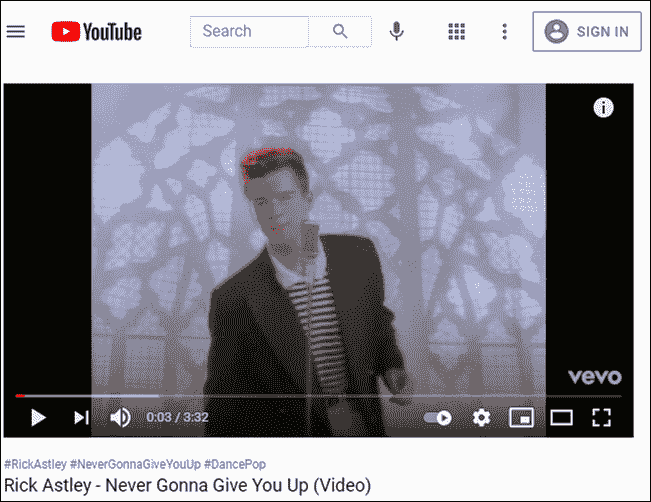 YouTube Search SIGN IN
vevo
0:03 / 3:32
#RickAstley #NeverGonnaGiveYouUp #DancePop
Rick Astley - Never Gonna Give You Up (Video)